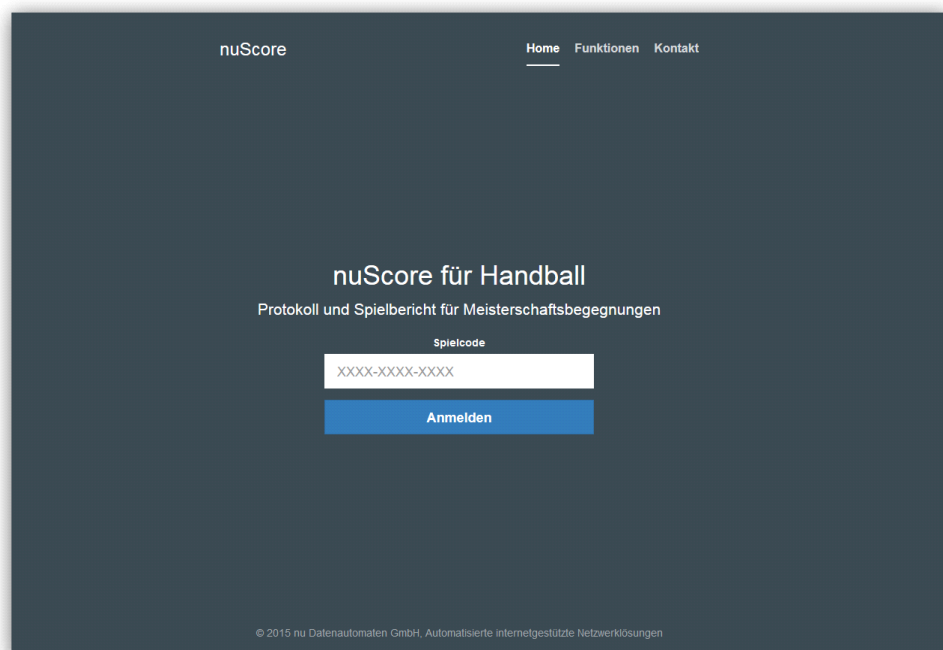 nuScore
Home Funktionen Kontakt
nuScore für Handball
Protokoll und Spielbericht für Meisterschaftsbegegnungen
Spielcode
XXXX-XXXX-XXXX
Anmelden
© 2015 nu Datenautomaten GmbH, Automatisierte internetgestützte Netzwerklösungen